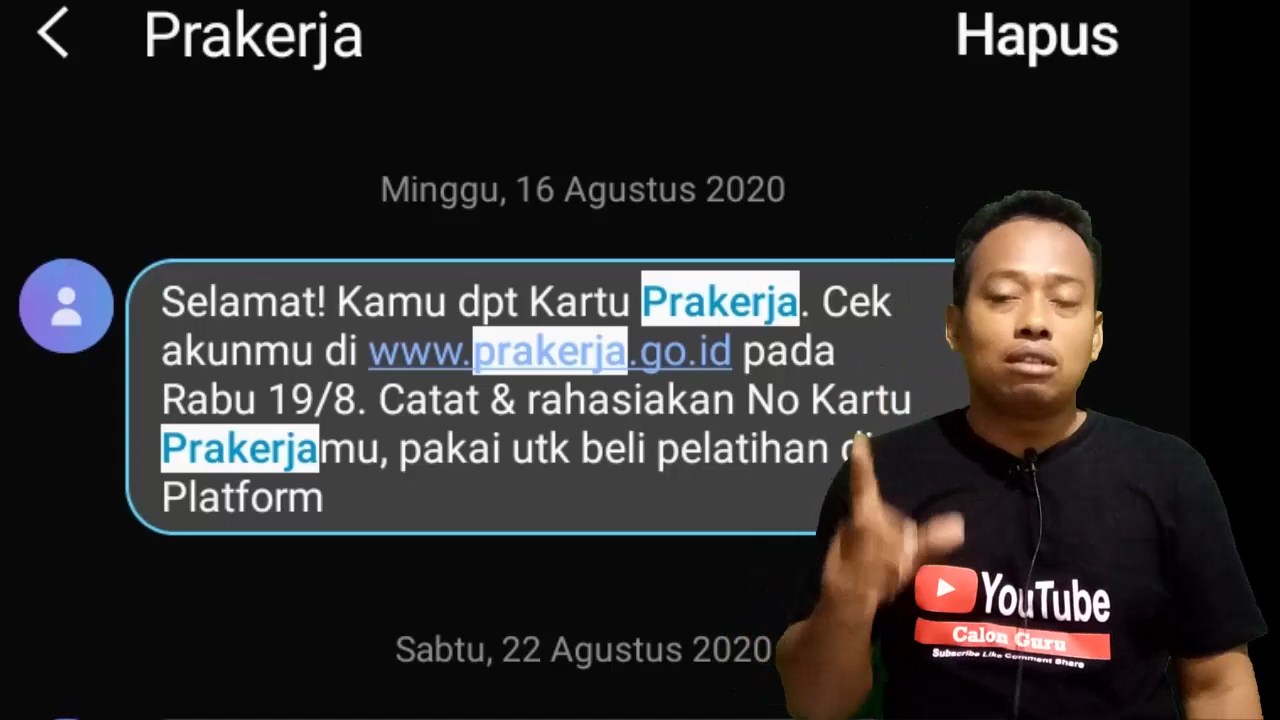 Prakerja
Hapus
Minggu, 16 Agustus 2020
Selamat! Kamu dpt Kartu Prakerja. Cek
akunmu di www.prakerja.go.id pada
Rabu 19/8. Catat & rahasiakan No Kartu
Prakerjamu, pakai utk beli pelatihan
Platform
Sabtu, 22 Agustus 2020
YouTube
Calon Guru
Subscribe Like Comment Share